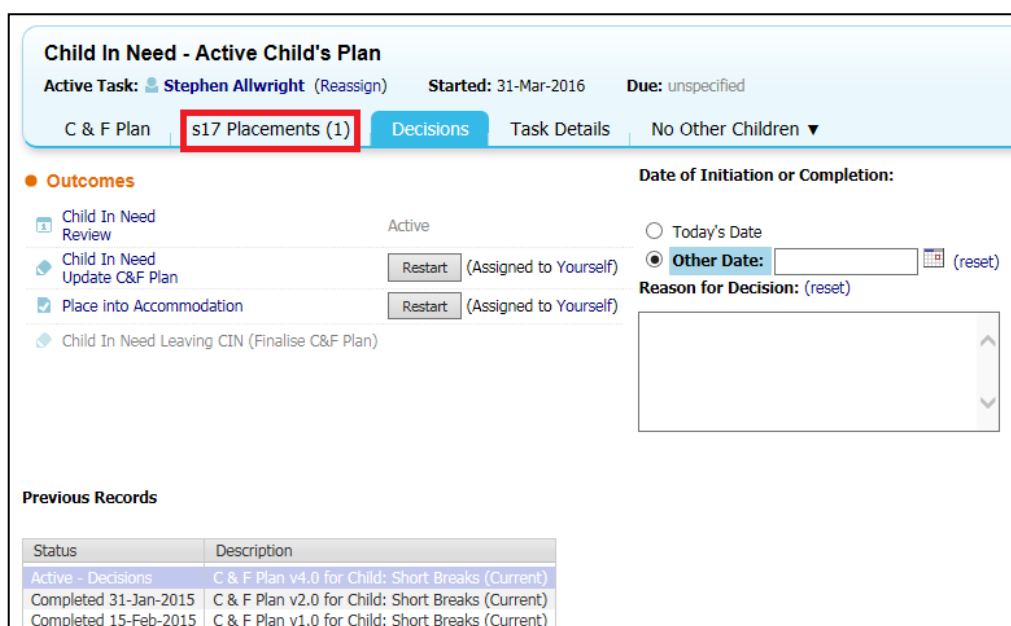 Child In Need - Active Child's Plan
Active Task: Stephen Allwright (Reassign) Started: 31-Mar-2016 Due: unspecified
C & F Plan s17 Placements (1) Decisions Task Details No Other Children ▼
Outcomes
Child In Need
Review
Active
Child In Need
Update C&F Plan
Restart (Assigned to Yourself)
Place into Accommodation Restart (Assigned to Yourself)
Child In Need Leaving CIN (Finalise C&F Plan)
Date of Initiation or Completion:
Today's Date
Other Date: (reset)
Reason for Decision: (reset)
Previous Records
Status Description
Active - Decisions C & F Plan v4.0 for Child: Short Breaks (Current)
Completed 31-Jan-2015 C & F Plan v2.0 for Child: Short Breaks (Current)
Completed 15-Feb-2015 C & F Plan v1.0 for Child: Short Breaks (Current)